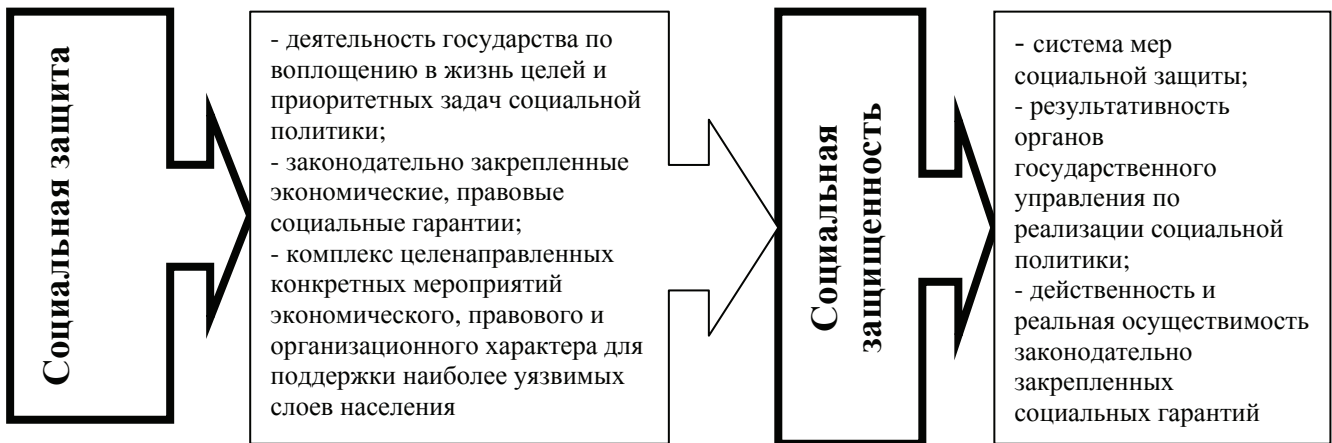 Социальная защита
- деятельность государства по
воплощению в жизнь целей и
приоритетных задач социальной
политики;
- законодательно закрепленные
экономические, правовые
социальные гарантии;
- комплекс целенаправленных
конкретных мероприятий
экономического, правового и
организационного характера для
поддержки наиболее уязвимых
слоев населения
Социальная
защищенность
- система мер
социальной защиты;
- результативность
органов
государственного
управления по
реализации социальной
политики;
- действенность и
реальная осуществимость
законодательно
закрепленных
социальных гарантий